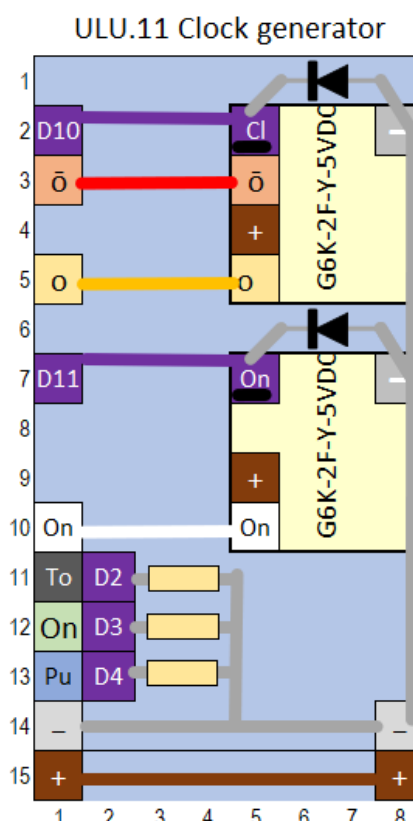 ULU.11 Clock generator
1
2 D10 Cl −
3 ō ō
4 +
5 o o
G6K-2F-Y-5VDC
6
7 D11 On −
8
9 +
10 On On
G6K-2F-Y-5VDC
11 To D2
12 On D3
13 Pu D4
14 − −
15 + +
1 2 3 4 5 6 7 8